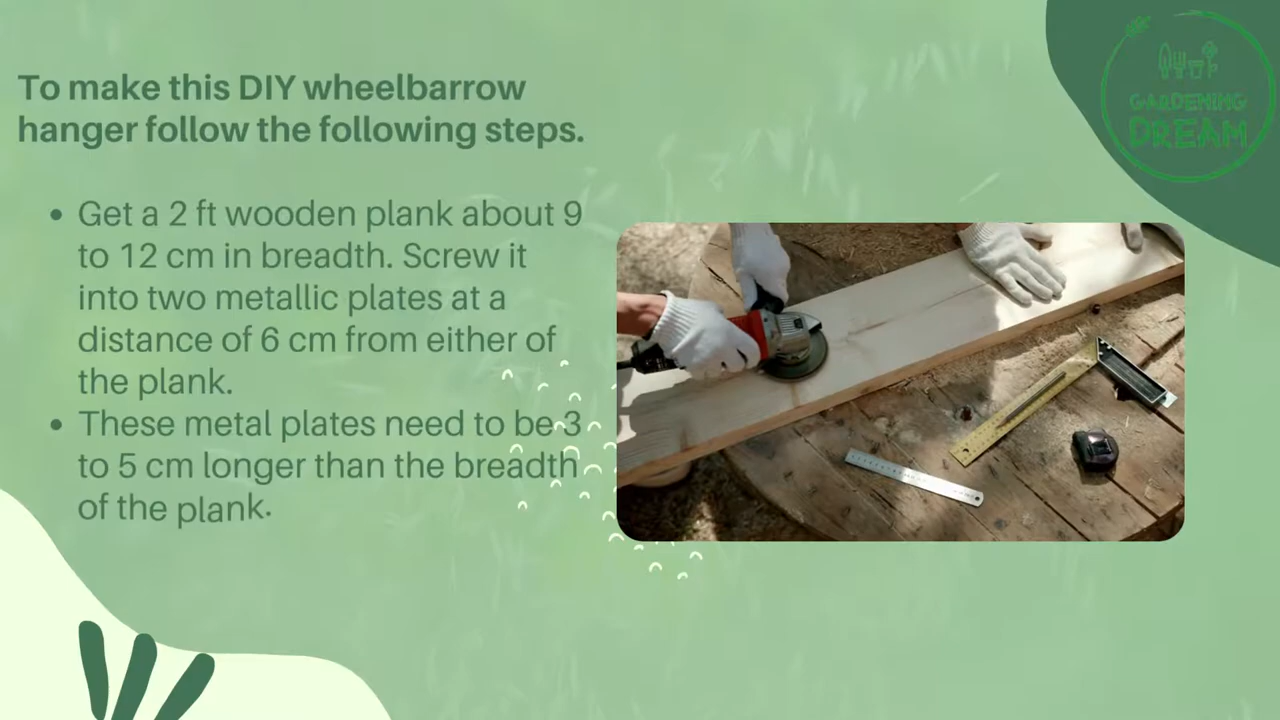 To make this DIY wheelbarrow
hanger follow the following steps.
• Get a 2 ft wooden plank about 9
to 12 cm in breadth. Screw it
into two metallic plates at a
distance of 6 cm from either of
the plank.
• These metal plates need to be 3
to 5 cm longer than the breadth
of the plank.
GARDENING
DREAM